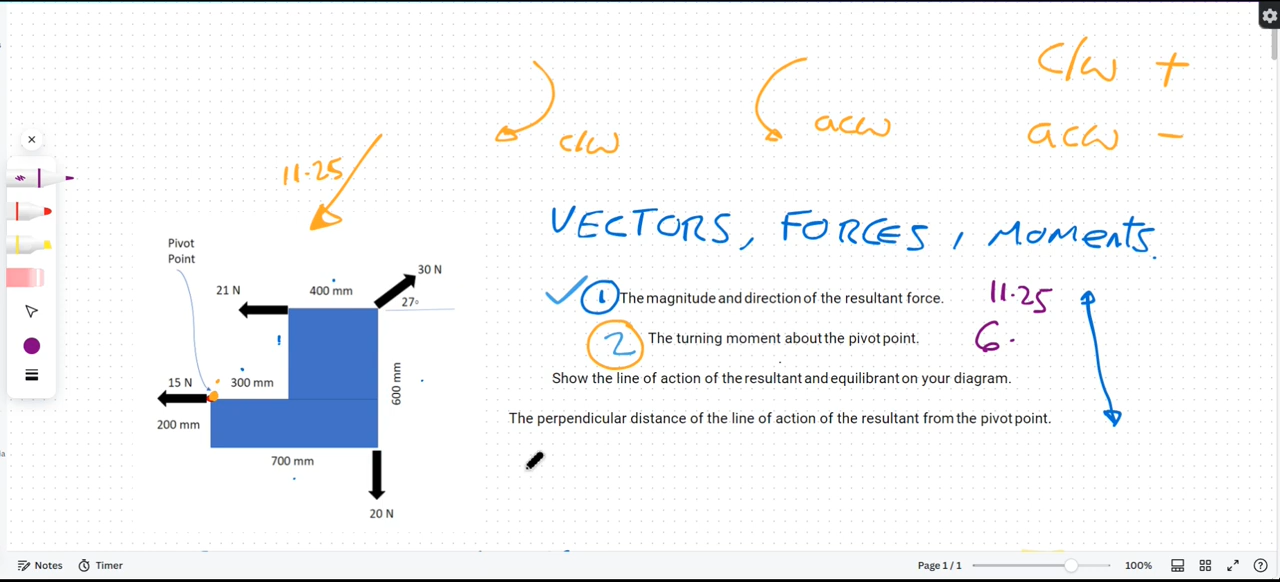 c/w +
acw -
c/w
acw
11.25
VECTORS, FORCES, MOMENTS.
Pivot
Point
30 N
21 N
400 mm
27°
1 The magnitude and direction of the resultant force.
11.25
2 The turning moment about the pivot point.
6.
15 N
300 mm
600 mm
Show the line of action of the resultant and equilibrant on your diagram.
200 mm
The perpendicular distance of the line of action of the resultant from the pivot point.
700 mm
20 N
Notes
Timer
Page 1 / 1
100%